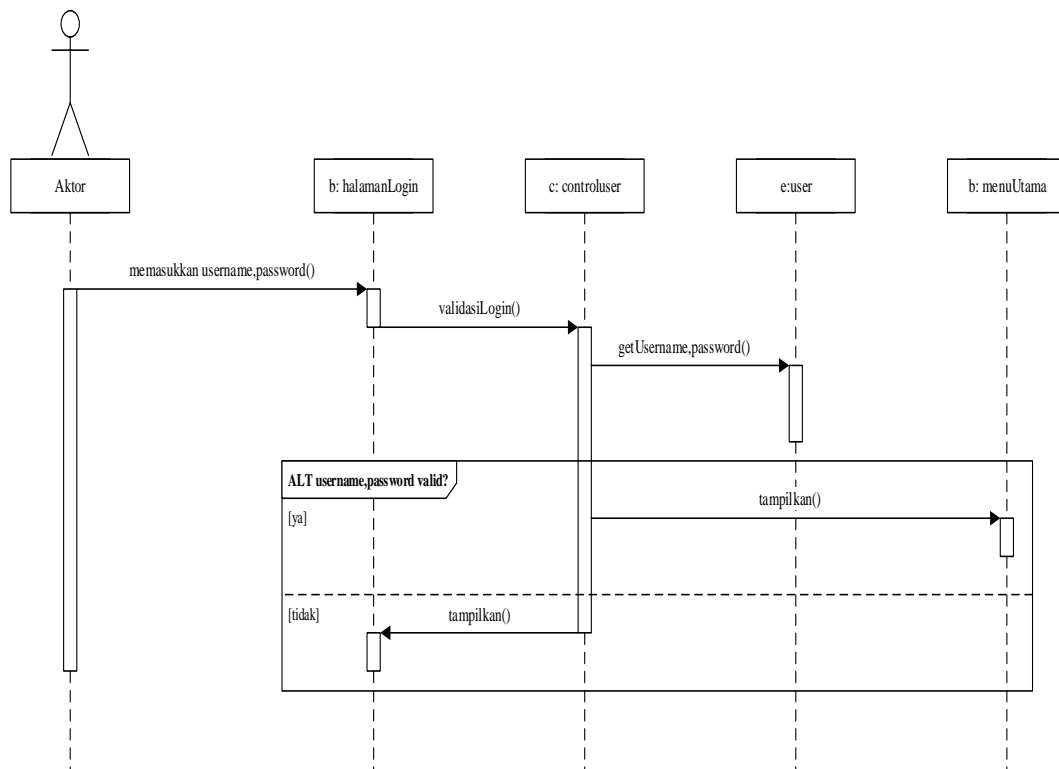 Aktor
b: halamanLogin
c: controluser
e:user
b: menuUtama
memasukkan username,password()
validasiLogin()
getUsername,password()
ALT username,password valid?
[ya]
tampilkan()
[tidak]
tampilkan()